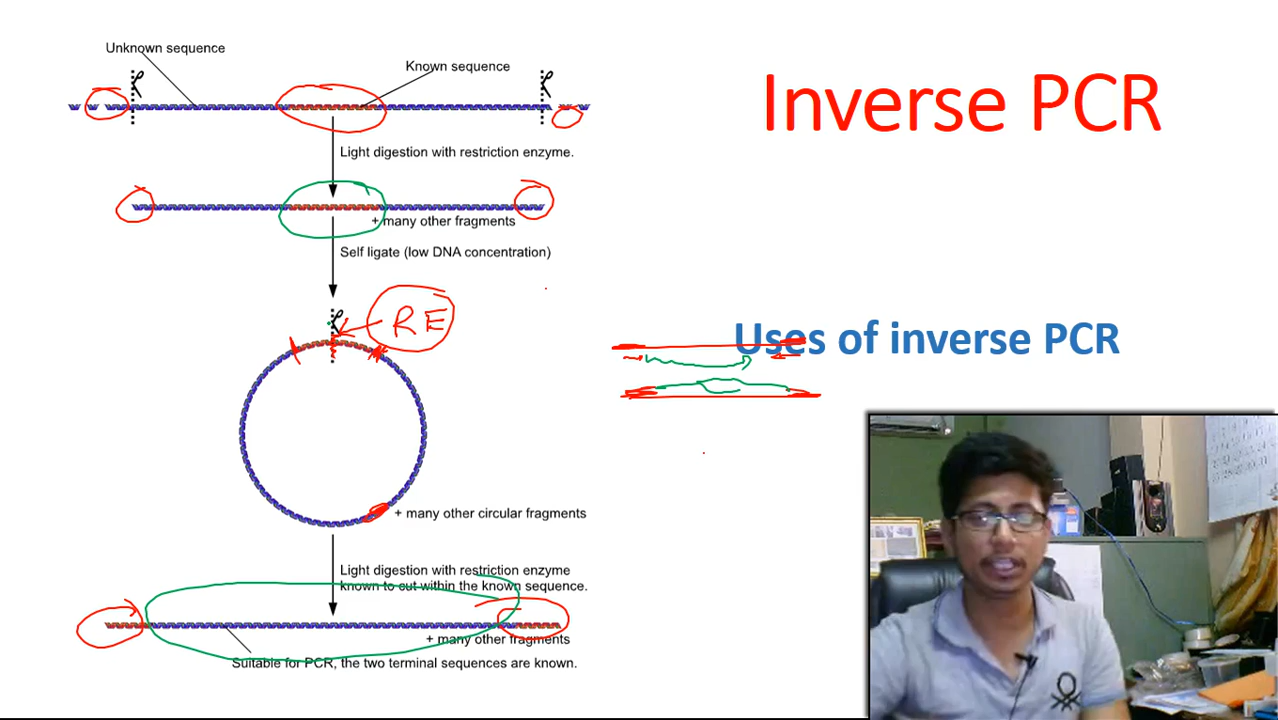 Unknown sequence
Known sequence
Inverse PCR
Light digestion with restriction enzyme.
+ many other fragments
Self ligate (low DNA concentration)
RE
Uses of inverse PCR
+ many other circular fragments
Light digestion with restriction enzyme
known to cut within the known sequence.
+ many other fragments
Suitable for PCR, the two terminal sequences are known.